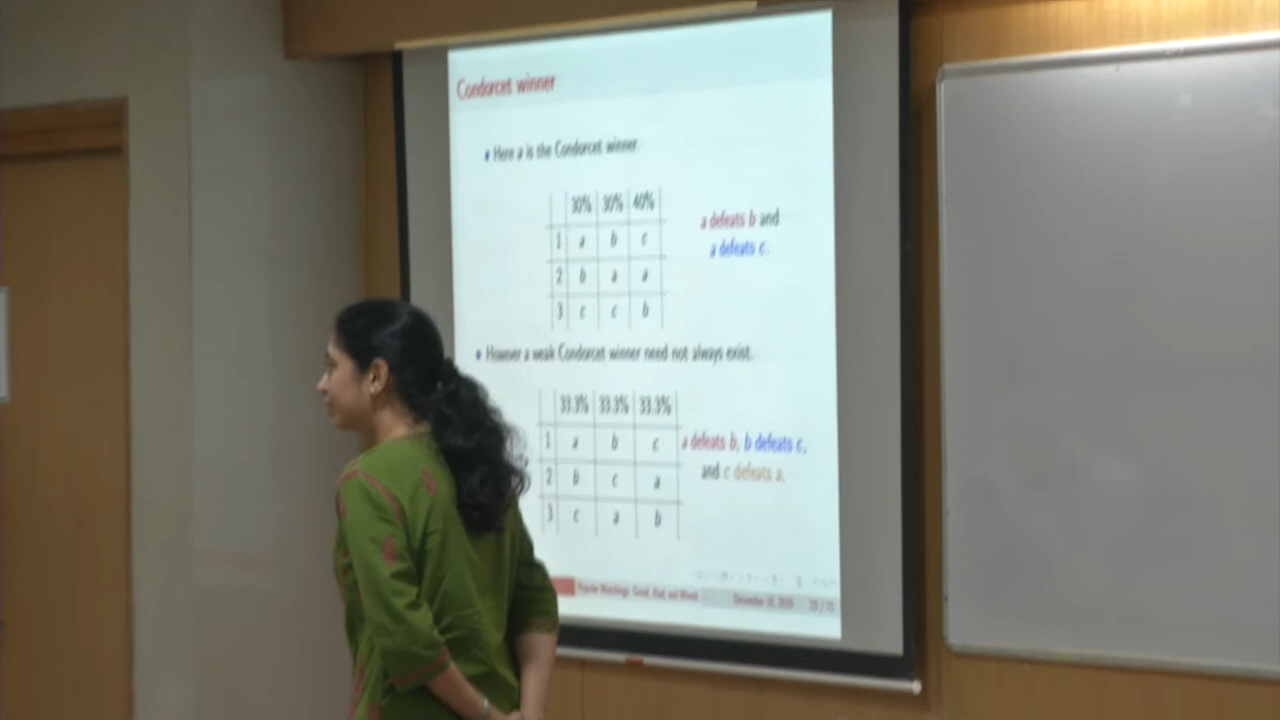 Condorcet winner
Here a is the Condorcet winner.
30% 30% 40%
1 a b c
2 b a a
3 c c b
a defeats b and
a defeats c.
However a weak Condorcet winner need not always exist.
33.3% 33.3% 33.3%
1 a b c
2 b c a
3 c a b
a defeats b, b defeats c,
and c defeats a.
Popular Matchings: Good, Bad, and Mixed
December